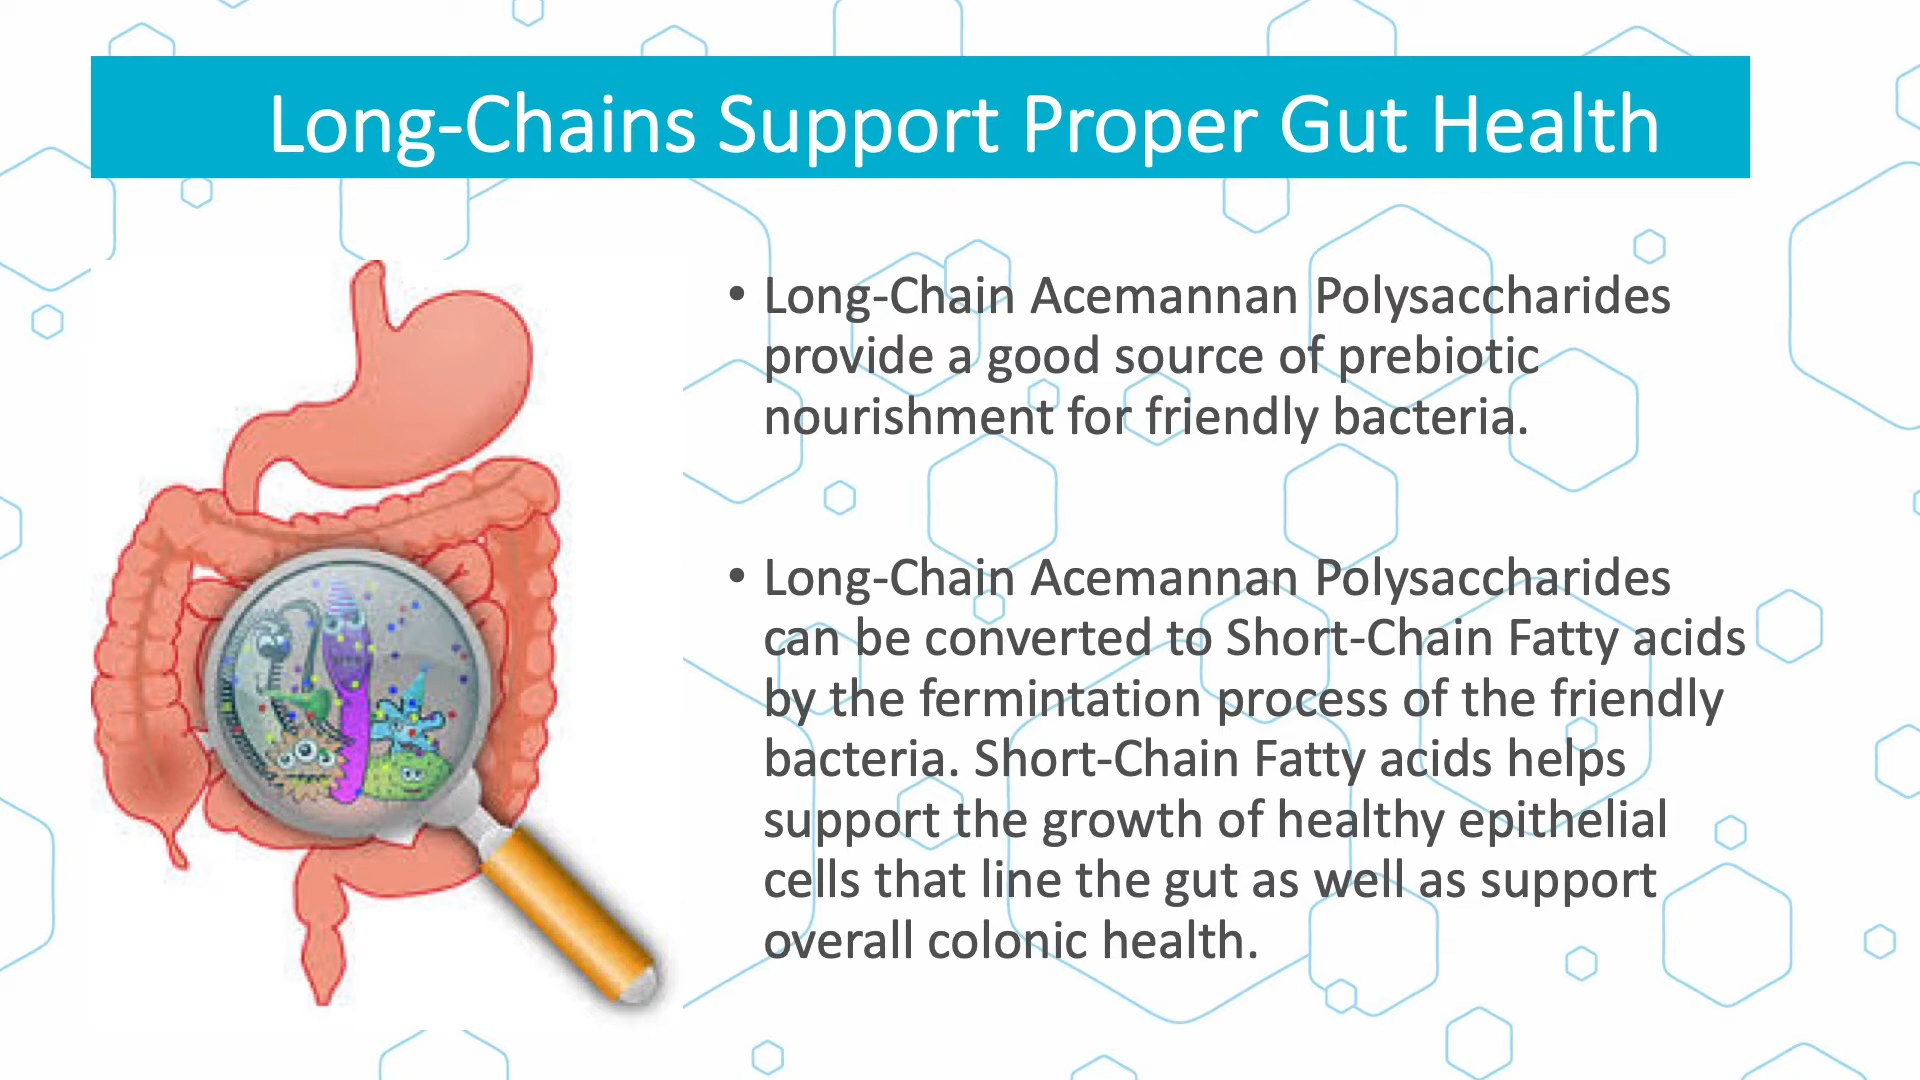 Long-Chains Support Proper Gut Health
• Long-Chain Acemannan Polysaccharides
provide a good source of prebiotic
nourishment for friendly bacteria.
• Long-Chain Acemannan Polysaccharides
can be converted to Short-Chain Fatty acids
by the fermintation process of the friendly
bacteria. Short-Chain Fatty acids helps
support the growth of healthy epithelial
cells that line the gut as well as support
overall colonic health.